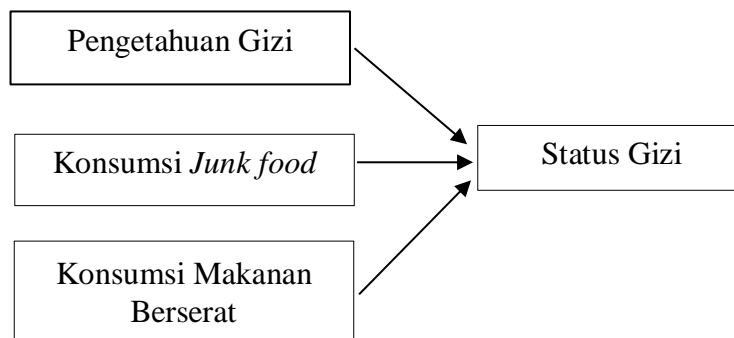 Pengetahuan Gizi
Konsumsi Junk food
Status Gizi
Konsumsi Makanan
Berserat